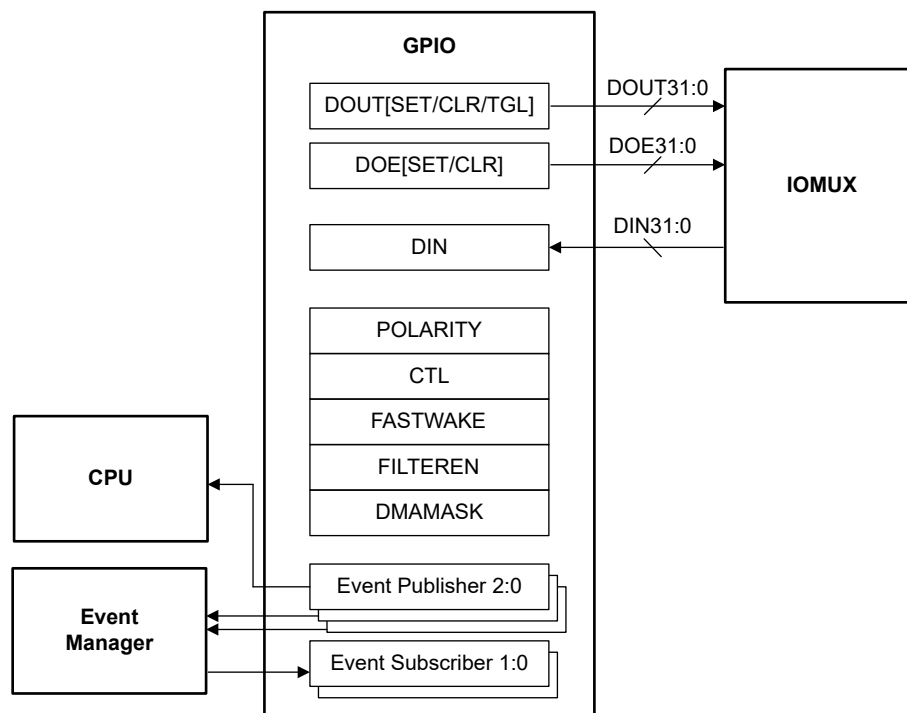 GPIO
DOUT[SET/CLR/TGL]
DOUT31:0
DOE[SET/CLR]
DOE31:0
IOMUX
DIN
DIN31:0
POLARITY
CTL
FASTWAKE
FILTEREN
DMAMASK
CPU
Event Publisher 2:0
Event
Manager
Event Subscriber 1:0